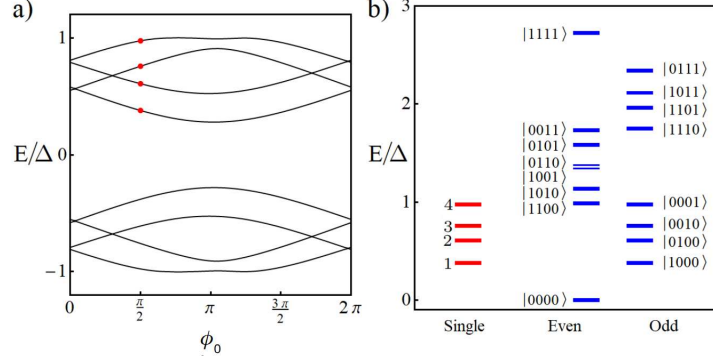 a)
E/Δ
1
0
−1
0
π/2
π
3π/2
2π
ϕ₀
b)
E/Δ
3
2
1
0
4
3
2
1
|1111⟩
|0011⟩
|0101⟩
|0110⟩
|1001⟩
|1010⟩
|1100⟩
|0000⟩
|0111⟩
|1011⟩
|1101⟩
|1110⟩
|0001⟩
|0010⟩
|0100⟩
|1000⟩
Single Even Odd